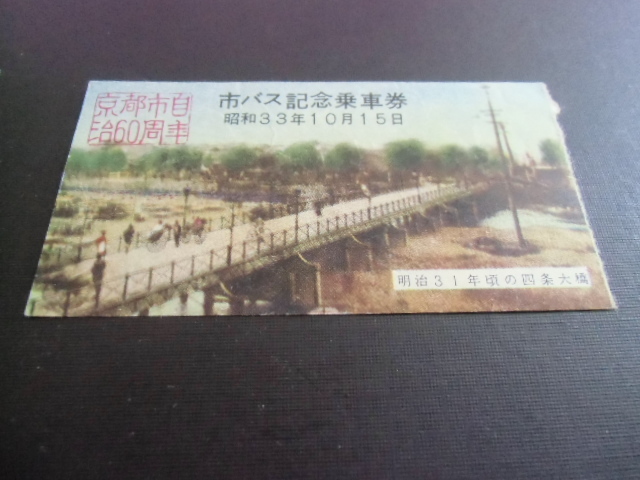 京都市自
治60周年
市バス記念乗車券
昭和33年10月15日
明治31年頃の四条大橋